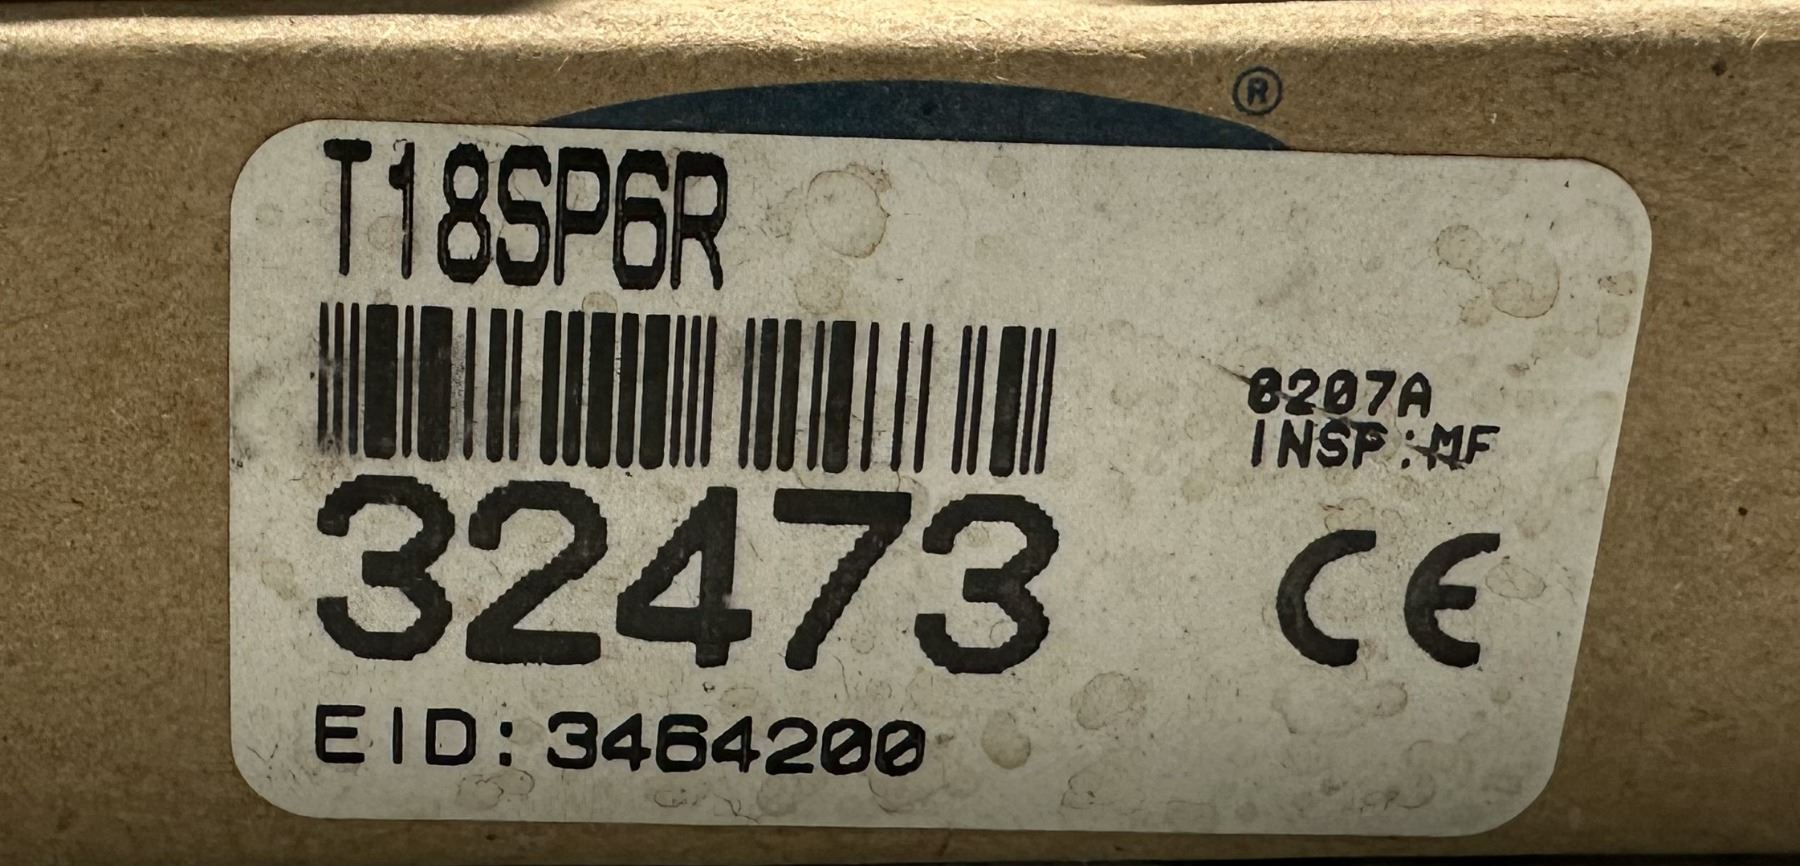 ®
T18SP6R
0207A
INSP:MF
32473
CE
EID:3464200